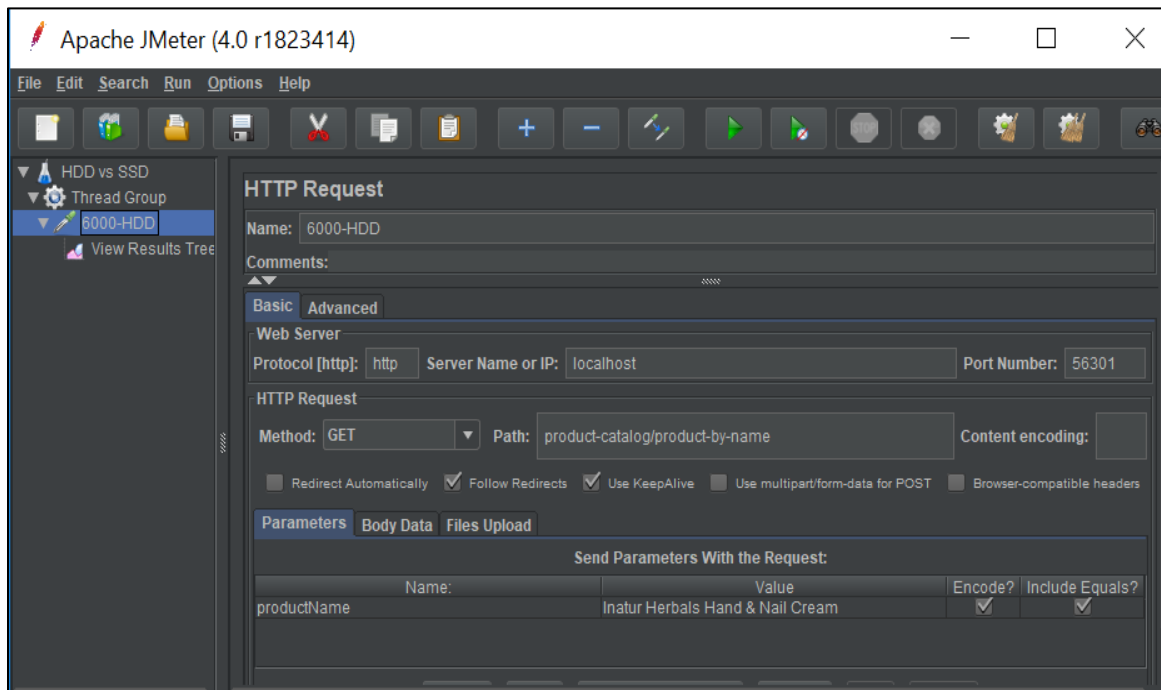 Apache JMeter (4.0 r1823414)
File Edit Search Run Options Help
STOP
HDD vs SSD
Thread Group
6000-HDD
View Results Tree
HTTP Request
Name: 6000-HDD
Comments:
Basic Advanced
Web Server
Protocol [http]: http Server Name or IP: localhost Port Number: 56301
HTTP Request
Method: GET Path: product-catalog/product-by-name Content encoding:
Redirect Automatically Follow Redirects Use KeepAlive Use multipart/form-data for POST Browser-compatible headers
Parameters Body Data Files Upload
Send Parameters With the Request:
Name: Value Encode? Include Equals?
productName Inatur Herbals Hand & Nail Cream